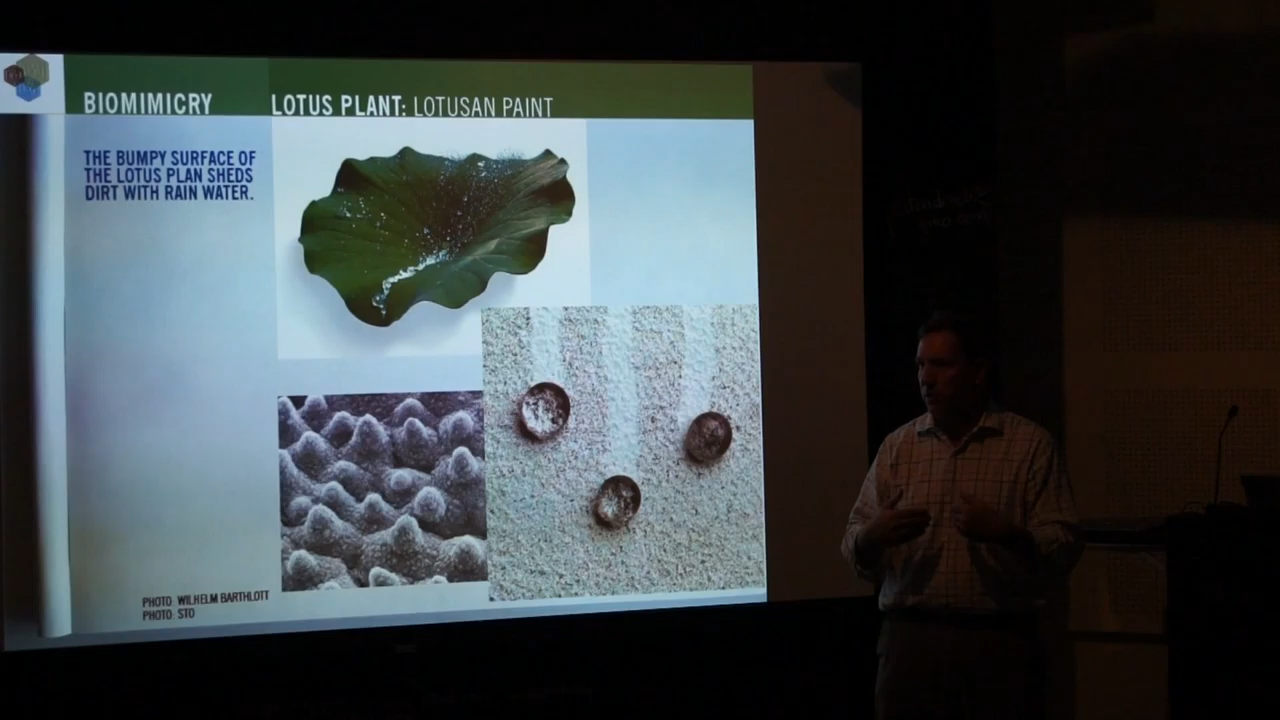 BIOMIMICRY
LOTUS PLANT: LOTUSAN PAINT
THE BUMPY SURFACE OF
THE LOTUS PLAN SHEDS
DIRT WITH RAIN WATER.
PHOTO WILHELM BARTHLOTT
PHOTO STO